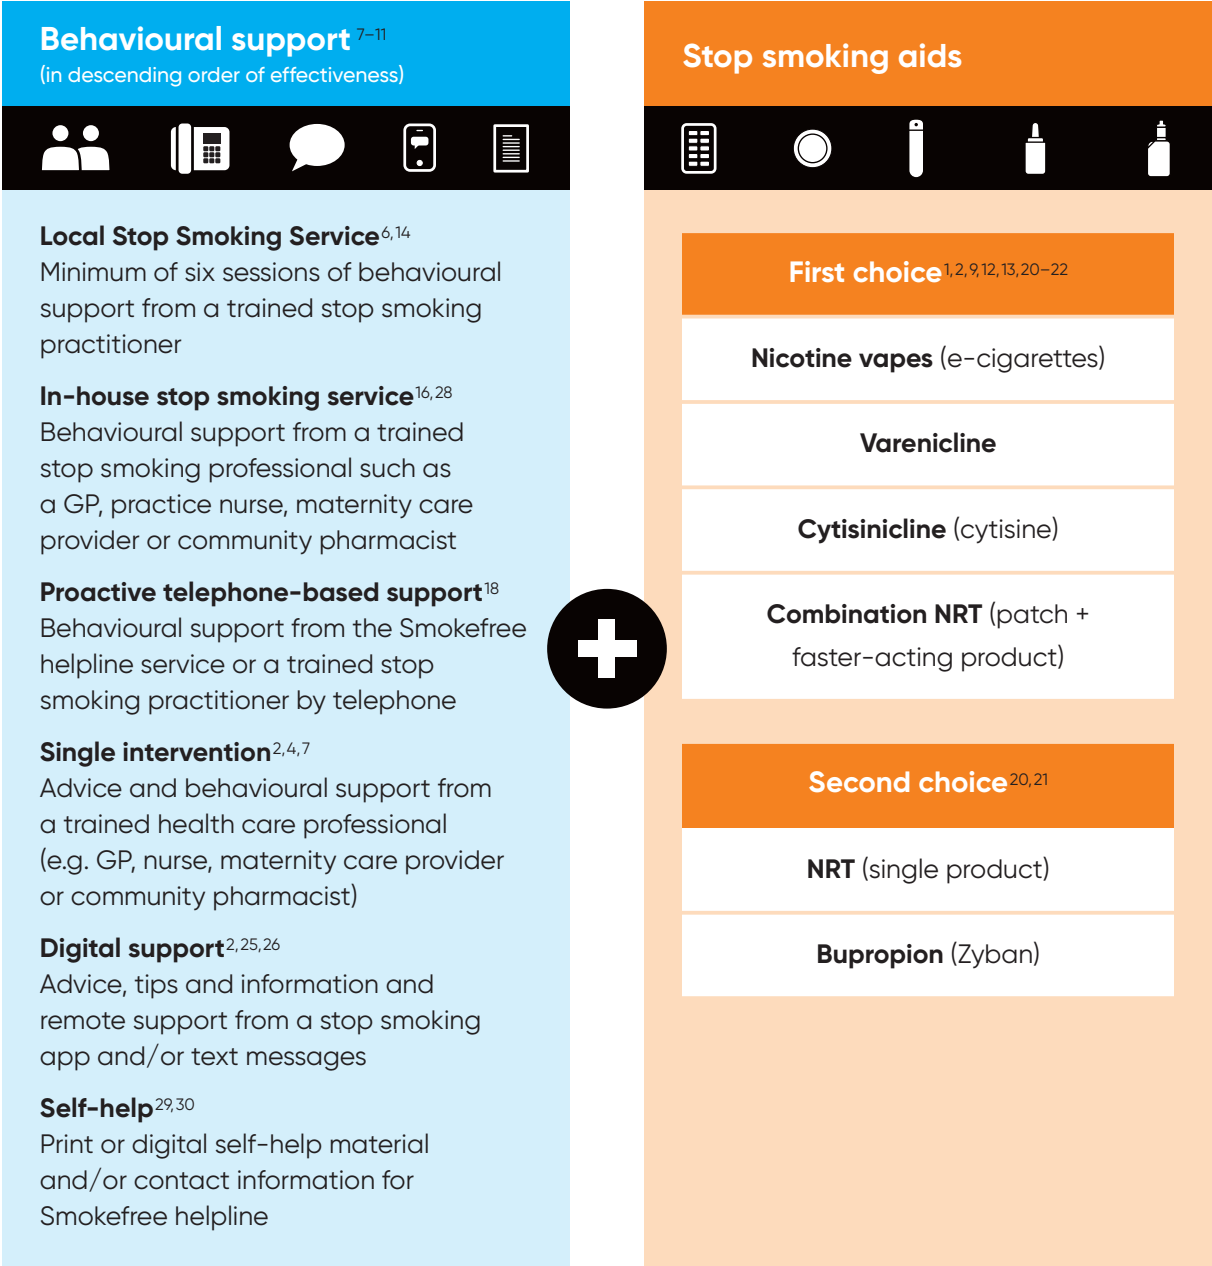 Behavioural support 7–11
(in descending order of effectiveness)
Local Stop Smoking Service6,14
Minimum of six sessions of behavioural
support from a trained stop smoking
practitioner
In-house stop smoking service16,28
Behavioural support from a trained
stop smoking professional such as
a GP, practice nurse, maternity care
provider or community pharmacist
Proactive telephone-based support18
Behavioural support from the Smokefree
helpline service or a trained stop
smoking practitioner by telephone
Single intervention2,4,7
Advice and behavioural support from
a trained health care professional
(e.g. GP, nurse, maternity care provider
or community pharmacist)
Digital support2,25,26
Advice, tips and information and
remote support from a stop smoking
app and/or text messages
Self-help29,30
Print or digital self-help material
and/or contact information for
Smokefree helpline
Stop smoking aids
First choice1,2,9,12,13,20–22
Nicotine vapes (e-cigarettes)
Varenicline
Cytisinicline (cytisine)
Combination NRT (patch +
faster-acting product)
Second choice20,21
NRT (single product)
Bupropion (Zyban)